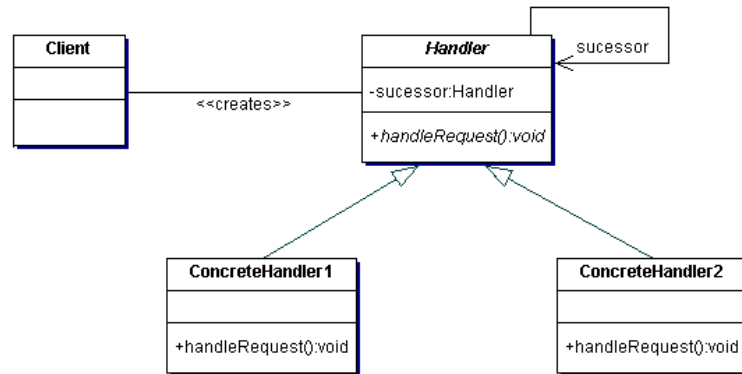 Client
Handler
sucessor
-sucessor:Handler
<<creates>>
+handleRequest():void
ConcreteHandler1
ConcreteHandler2
+handleRequest():void
+handleRequest():void